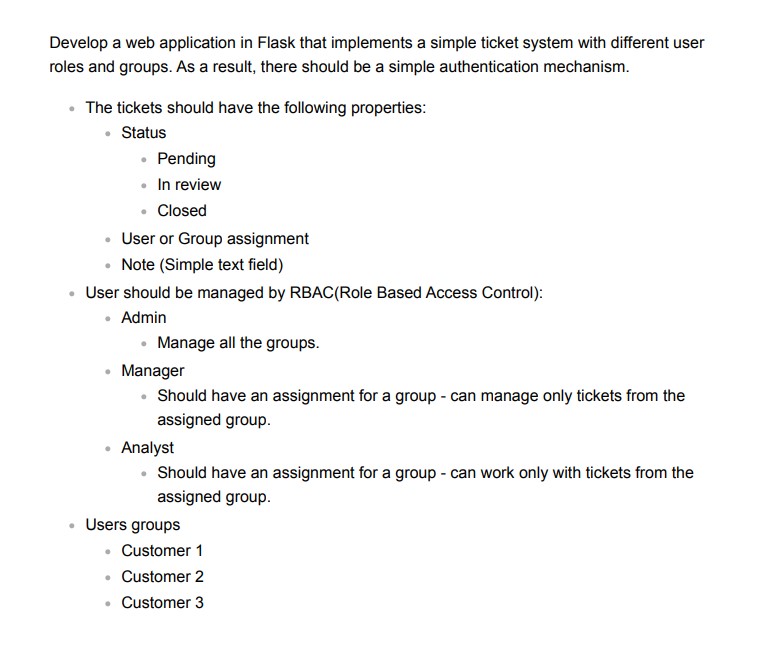 Develop a web application in Flask that implements a simple ticket system with different user
roles and groups. As a result, there should be a simple authentication mechanism.
• The tickets should have the following properties:
• Status
• Pending
• In review
• Closed
• User or Group assignment
• Note (Simple text field)
• User should be managed by RBAC(Role Based Access Control):
• Admin
• Manage all the groups.
• Manager
• Should have an assignment for a group - can manage only tickets from the
assigned group.
• Analyst
• Should have an assignment for a group - can work only with tickets from the
assigned group.
• Users groups
• Customer 1
• Customer 2
• Customer 3